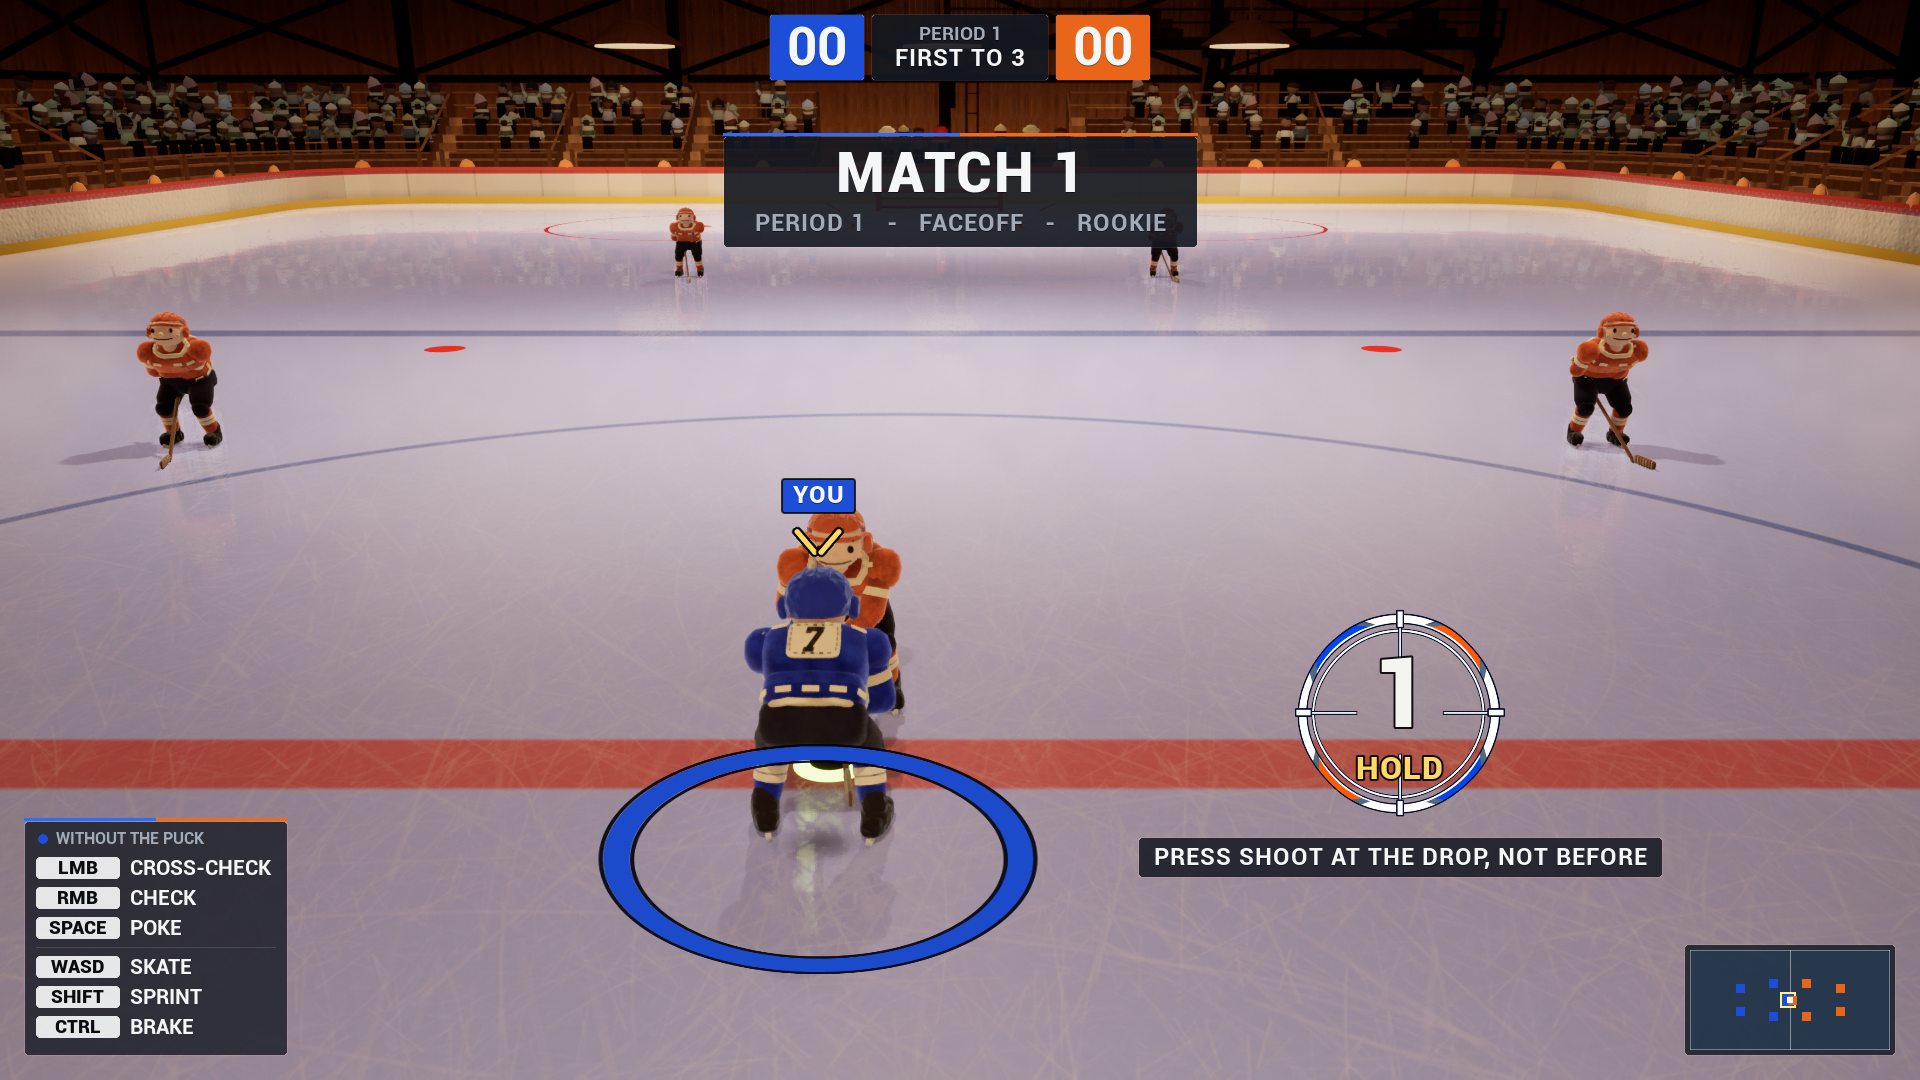 00
PERIOD 1
FIRST TO 3
00
MATCH 1
PERIOD 1 - FACEOFF - ROOKIE
YOU
7
1
HOLD
PRESS SHOOT AT THE DROP, NOT BEFORE
WITHOUT THE PUCK
LMB CROSS-CHECK
RMB CHECK
SPACE POKE
WASD SKATE
SHIFT SPRINT
CTRL BRAKE